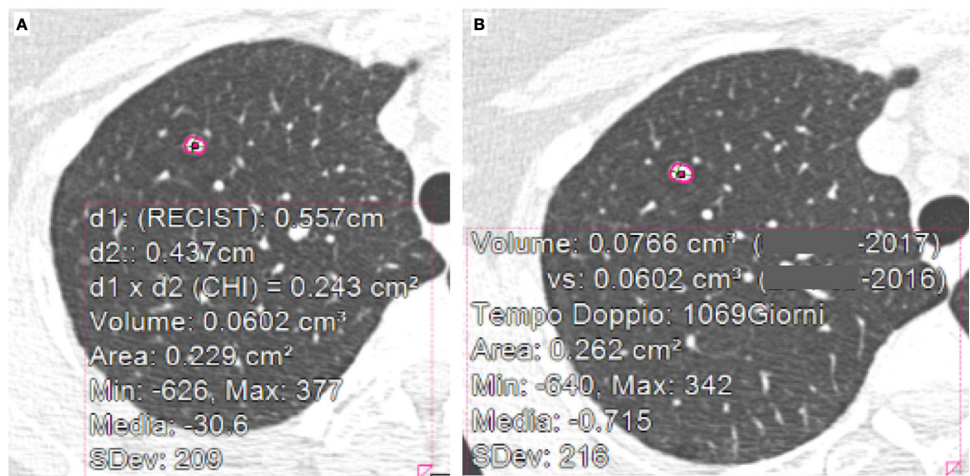 A
d1: (RECIST): 0.557cm
d2:: 0.437cm
d1 x d2 (CHI) = 0.243 cm²
Volume: 0.0602 cm³
Area: 0.229 cm²
Min: -626, Max: 377
Media: -30.6
SDev: 209
B
Volume: 0.0766 cm³ ( -2017)
vs: 0.0602 cm³ ( -2016)
Tempo Doppio: 1069Giorni
Area: 0.262 cm²
Min: -640, Max: 342
Media: -0.715
SDev: 216